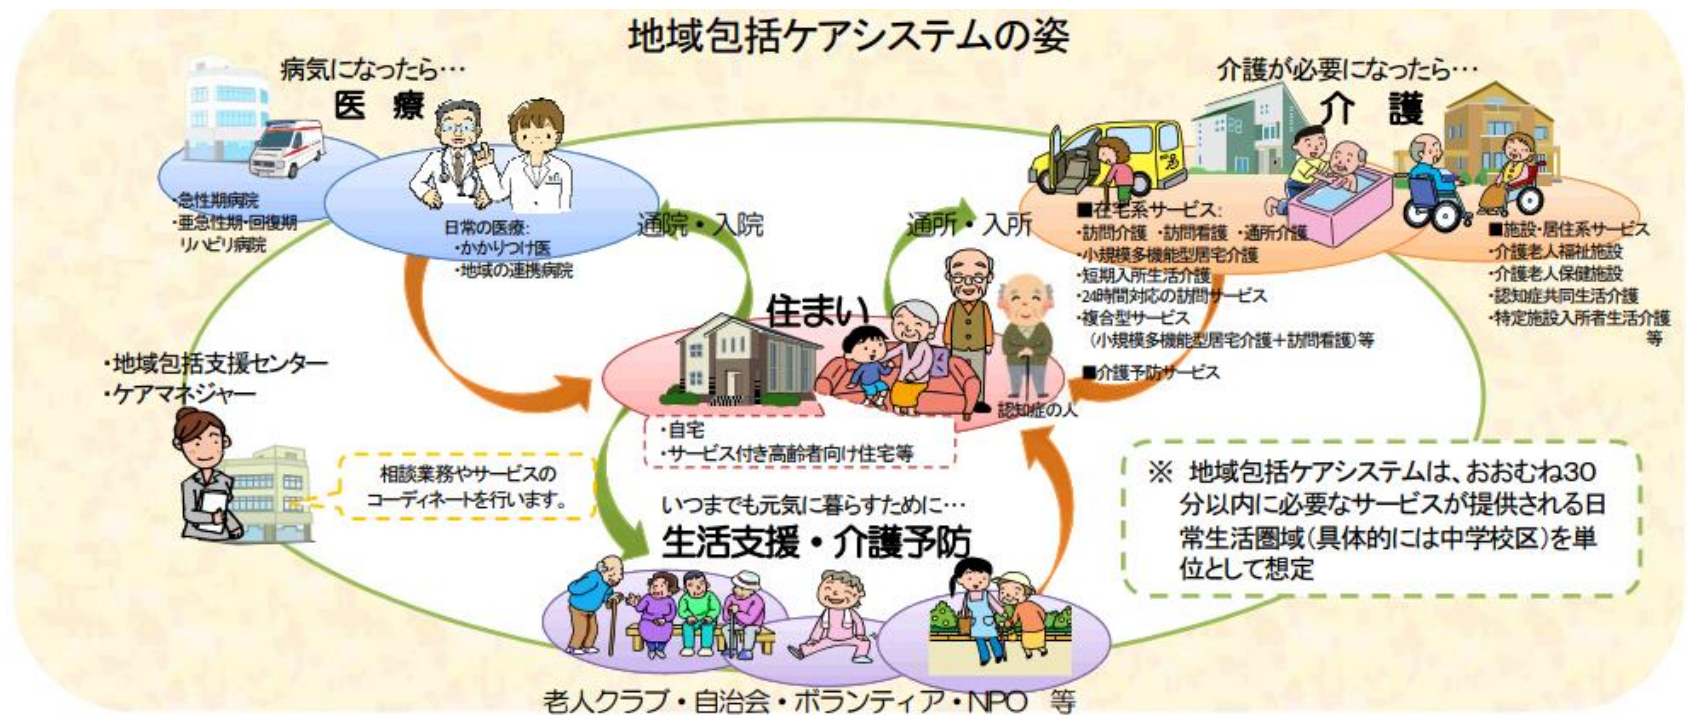 地域包括ケアシステムの姿
病気になったら…
医 療
・急性期病院
・亜急性期・回復期
リハビリ病院
日常の医療:
・かかりつけ医
・地域の連携病院
通院・入院
通所・入所
介護が必要になったら…
介 護
■在宅系サービス:
・訪問介護 ・訪問看護 ・通所介護
・小規模多機能型居宅介護
・短期入所生活介護
・24時間対応の訪問サービス
・複合型サービス
(小規模多機能型居宅介護+訪問看護)等
■介護予防サービス
■施設・居住系サービス
・介護老人福祉施設
・介護老人保健施設
・認知症共同生活介護
・特定施設入所者生活介護
等
住まい
認知症の人
・自宅
・サービス付き高齢者向け住宅等
・地域包括支援センター
・ケアマネジャー
相談業務やサービスの
コーディネートを行います。
いつまでも元気に暮らすために…
生活支援・介護予防
老人クラブ・自治会・ボランティア・NPO 等
※ 地域包括ケアシステムは、おおむね30
分以内に必要なサービスが提供される日
常生活圏域(具体的には中学校区)を単
位として想定